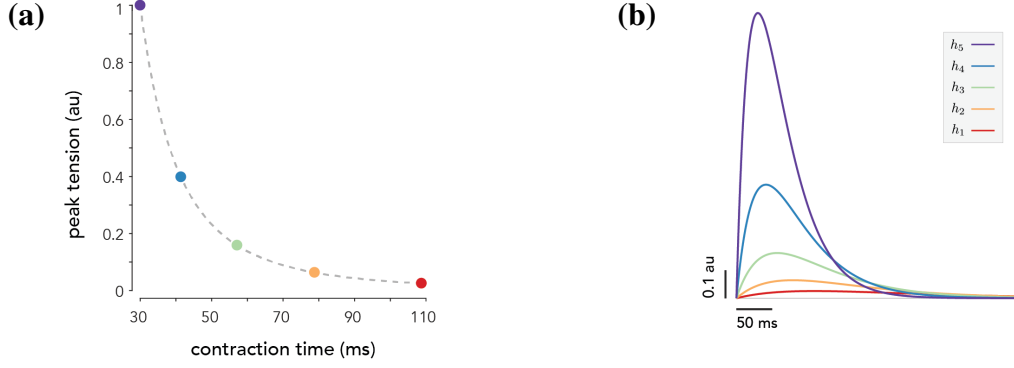 (a)
peak tension (au)
1
0.8
0.6
0.4
0.2
0
30 50 70 90 110
contraction time (ms)
(b)
h5
h4
h3
h2
h1
0.1 au
50 ms